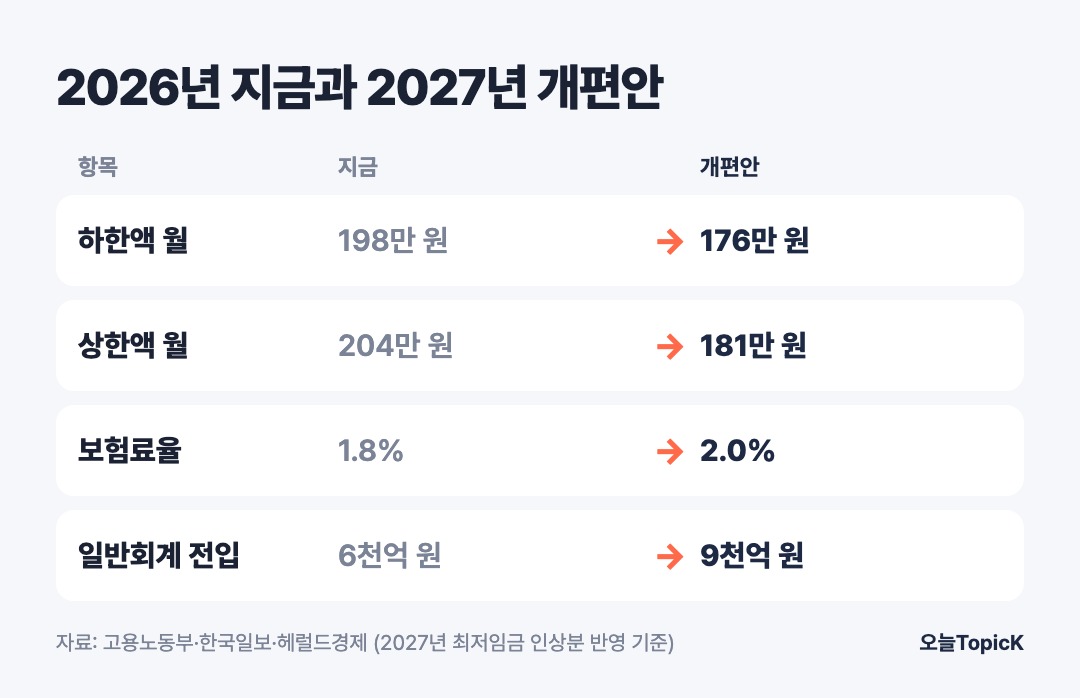 2026년 지금과 2027년 개편안
항목 지금 개편안
하한액 월 198만 원 → 176만 원
상한액 월 204만 원 → 181만 원
보험료율 1.8% → 2.0%
일반회계 전입 6천억 원 → 9천억 원
자료: 고용노동부·한국일보·헤럴드경제 (2027년 최저임금 인상분 반영 기준) 오늘TopicK